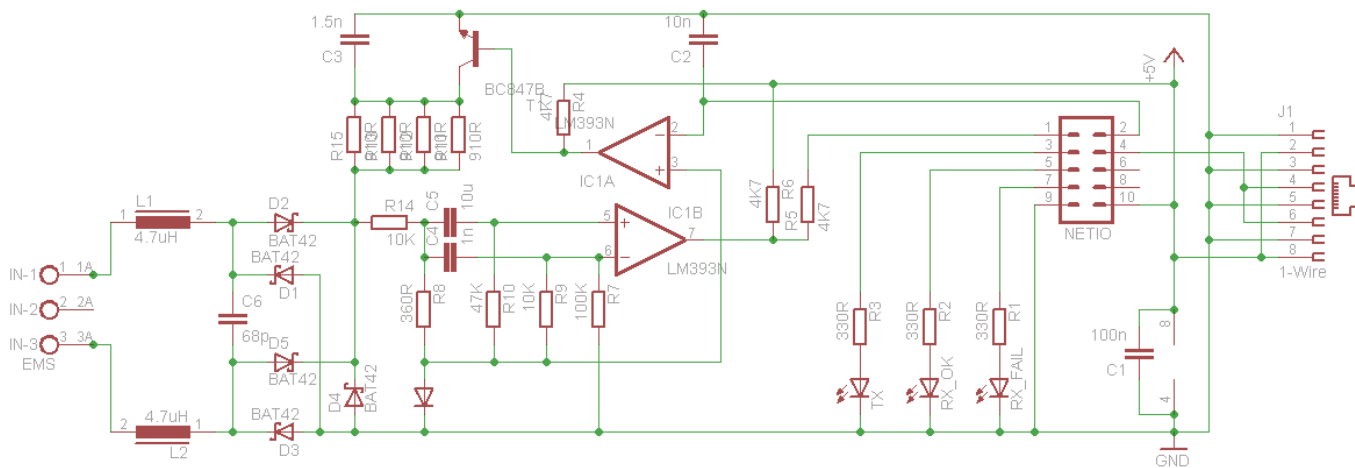 1.5n
C3
BC847B
T1
10n
C2
4K7
R4
LM393N
2
3
1
IC1A
+5V
J1
R15
910R
R14
10K
C5
10u
C4
1n
IC1B
5
6
7
LM393N
4K7
R5
R6
4K7
1
3
5
7
9
2
4
6
8
10
NETIO
1
2
3
4
5
6
7
8
1-Wire
L1
1
2
4.7uH
D2
BAT42
BAT42
D1
IN-1
1
1A
IN-2
2
2A
IN-3
3
3A
EMS
C6
68p
D5
BAT42
D4
BAT42
BAT42
D3
4.7uH
2
1
L2
360R
R8
47K
R10
10K
R9
100K
R7
330R
R3
330R
R2
330R
R1
TX
RX_OK
RX_FAIL
100n
C1
8
4
GND